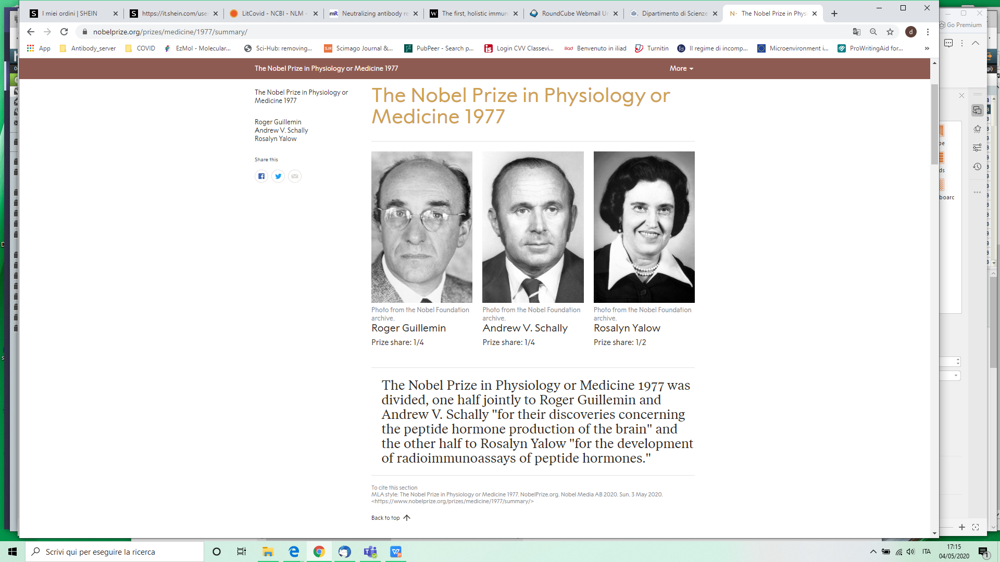 I miei ordini | SHEIN
https://it.shein.com/use
LitCovid - NCBI - NLM -
mR Neutralizing antibody re
W The first, holistic immun
RoundCube Webmail Un
Dipartimento di Scienze
The Nobel Prize in Phys
nobelprize.org/prizes/medicine/1977/summary/
d
Go Premium
App
Antibody_server
COVID
EzMol - Molecular...
Sci-Hub: removing...
SJR Scimago Journal &...
PubPeer - Search p...
Login CVV Classevi...
iliad Benvenuto in iliad
Turnitin
Il regime di incomp...
Microenvironment i...
ProWritingAid for...
»
The Nobel Prize in Physiology or Medicine 1977
More
The Nobel Prize in Physiology or
Medicine 1977
Roger Guillemin
Andrew V. Schally
Rosalyn Yalow
Share this
The Nobel Prize in Physiology or
Medicine 1977
Photo from the Nobel Foundation
archive.
Roger Guillemin
Prize share: 1/4
Photo from the Nobel Foundation
archive.
Andrew V. Schally
Prize share: 1/4
Photo from the Nobel Foundation
archive.
Rosalyn Yalow
Prize share: 1/2
The Nobel Prize in Physiology or Medicine 1977 was
divided, one half jointly to Roger Guillemin and
Andrew V. Schally "for their discoveries concerning
the peptide hormone production of the brain" and
the other half to Rosalyn Yalow "for the development
of radioimmunoassays of peptide hormones."
To cite this section
MLA style: The Nobel Prize in Physiology or Medicine 1977. NobelPrize.org. Nobel Media AB 2020. Sun. 3 May 2020.
<https://www.nobelprize.org/prizes/medicine/1977/summary/>
Back to top
Scrivi qui per eseguire la ricerca
ITA
17:15
04/05/2020
1